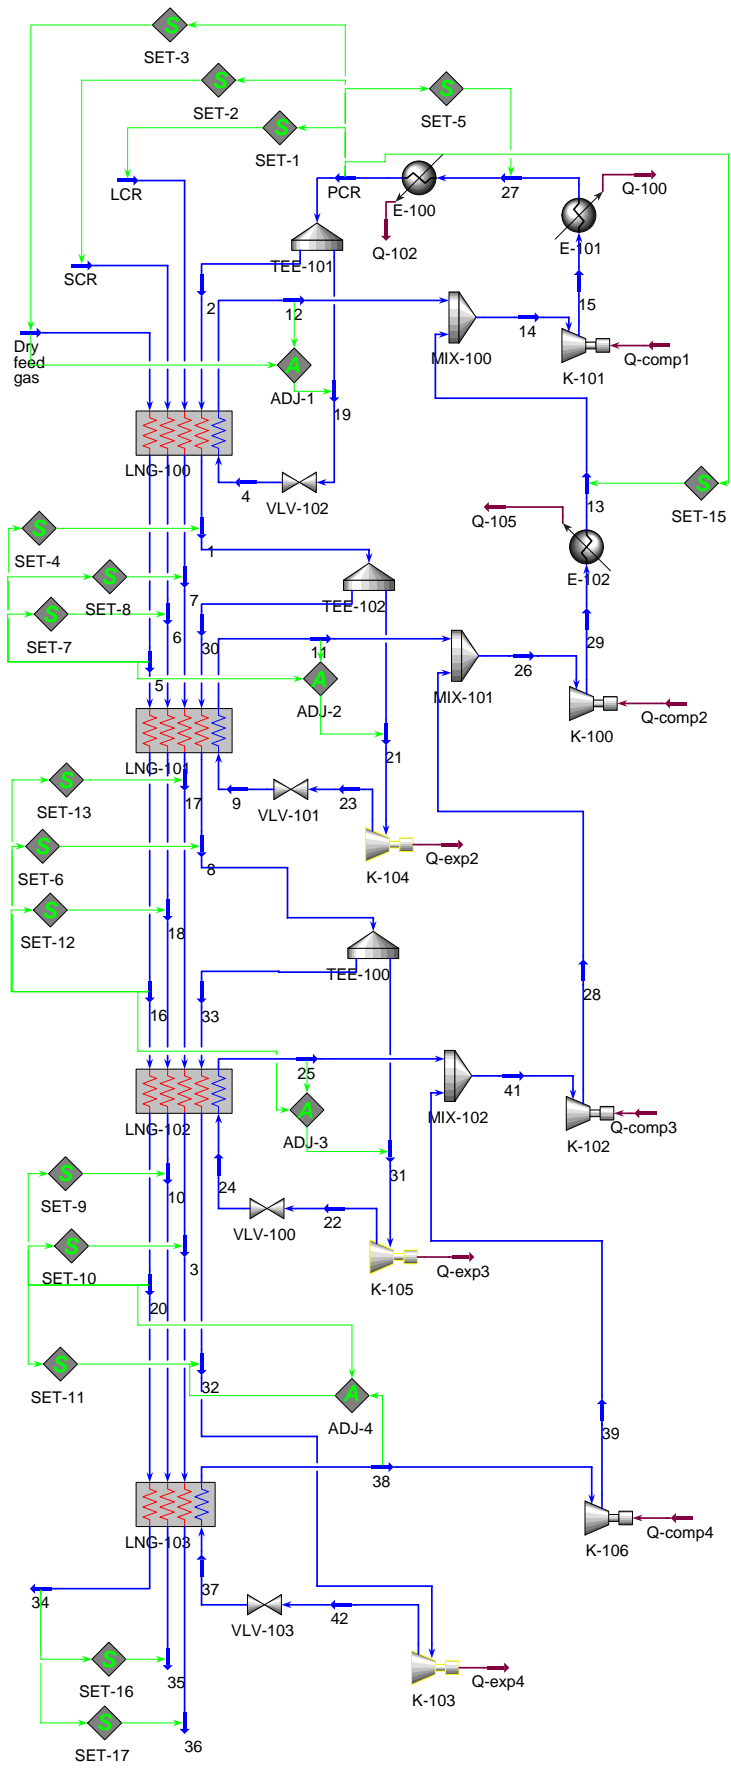 SET-3
SET-2
SET-5
SET-1
LCR
PCR
27
Q-100
E-100
E-101
TEE-101
Q-102
SCR
2
12
15
14
MIX-100
K-101
Q-comp1
Dry
feed
gas
ADJ-1
19
LNG-100
4
VLV-102
13
SET-15
Q-105
SET-4
1
E-102
SET-8
TEE-102
7
SET-7
6
30
11
29
5
ADJ-2
MIX-101
26
K-100
Q-comp2
21
LNG-101
SET-13
17
9
VLV-101
23
K-104
Q-exp2
SET-6
8
SET-12
18
TEE-100
16
33
28
25
MIX-102
41
LNG-102
ADJ-3
K-102
Q-comp3
31
SET-9
10
24
VLV-100
22
SET-10
3
K-105
Q-exp3
20
SET-11
32
ADJ-4
39
38
LNG-103
K-106
Q-comp4
34
37
VLV-103
42
SET-16
35
K-103
Q-exp4
SET-17
36
S
S
S
S
A
S
S
S
S
A
S
S
S
A
S
S
S
A
S
S